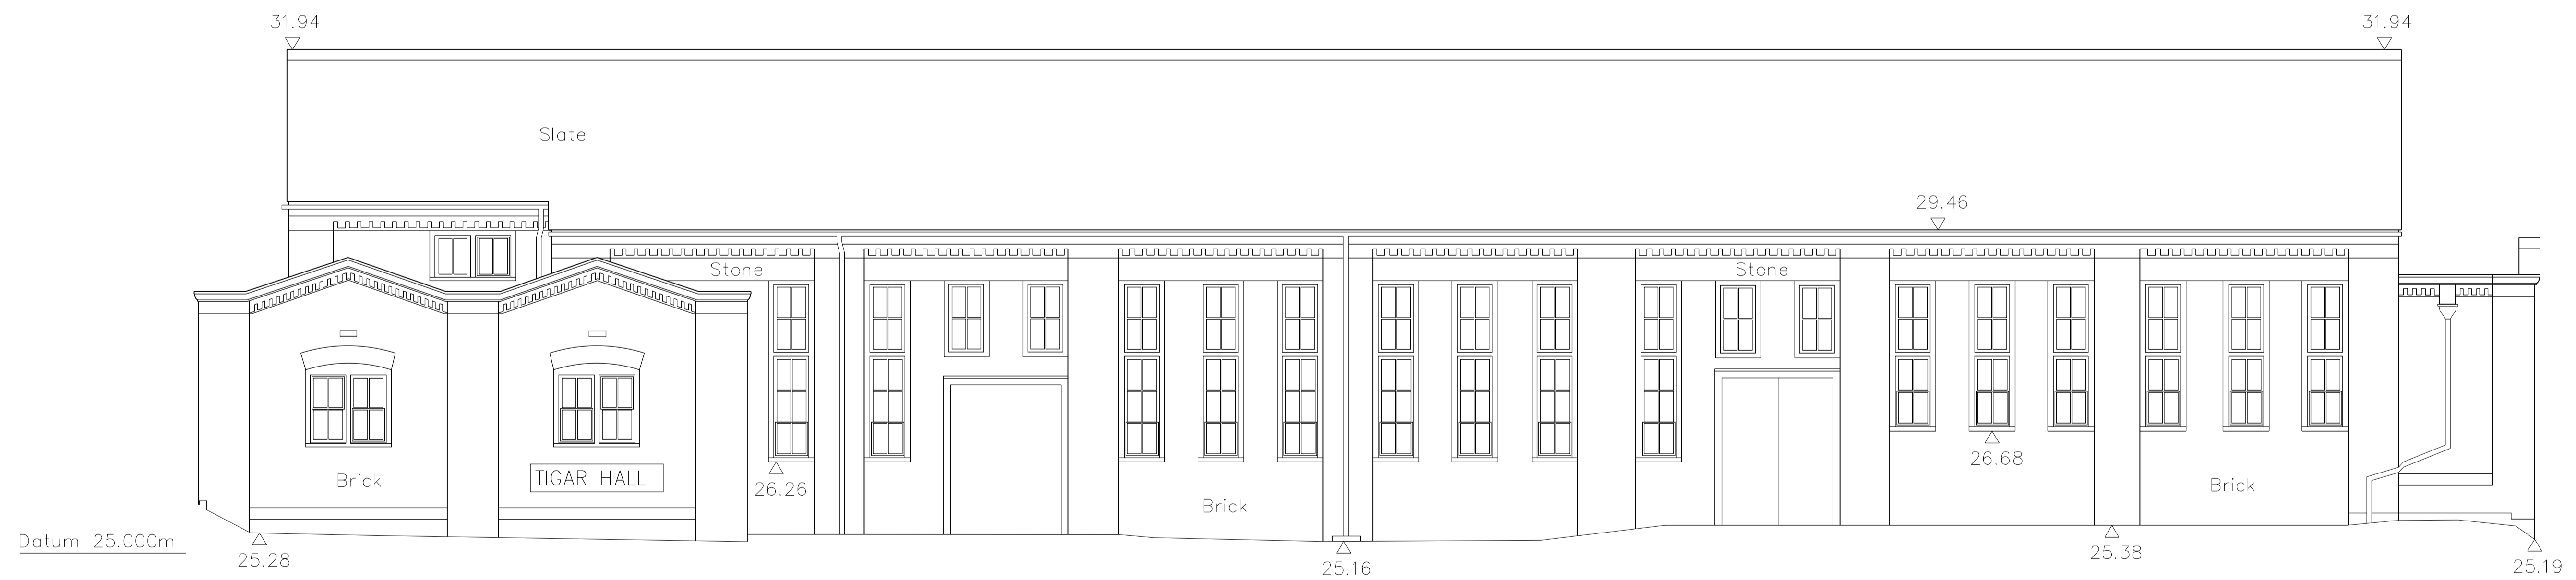 31.94
31.94
Slate
29.46
Stone
Stone
26.68
Brick
TIGAR HALL
26.26
Brick
Brick
Datum 25.000m
25.28
25.16
25.38
25.19